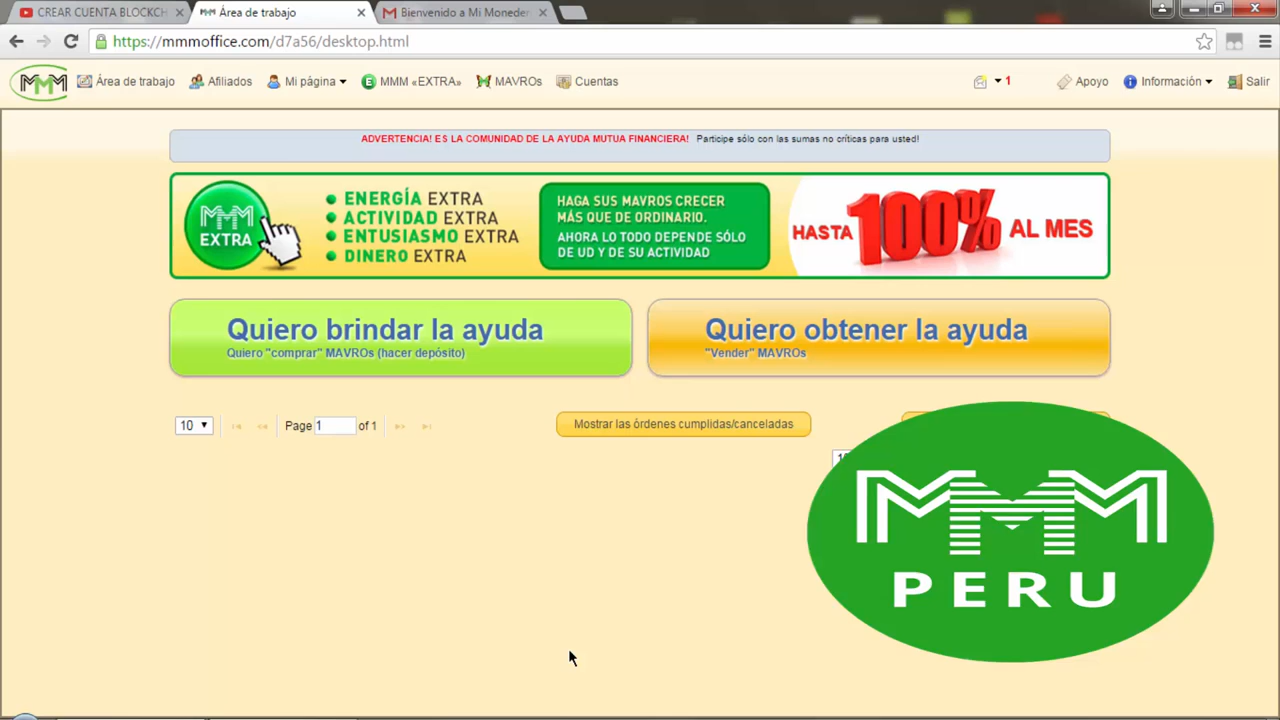 CREAR CUENTA BLOCKCH
Área de trabajo
Bienvenido a Mi Moneder
https://mmmoffice.com/d7a56/desktop.html
MMM
Área de trabajo
Afiliados
Mi página
MMM «EXTRA»
MAVROs
Cuentas
1
Apoyo
Información
Salir
ADVERTENCIA! ES LA COMUNIDAD DE LA AYUDA MUTUA FINANCIERA! Participe sólo con las sumas no críticas para usted!
MMM
EXTRA
ENERGÍA EXTRA
ACTIVIDAD EXTRA
ENTUSIASMO EXTRA
DINERO EXTRA
HAGA SUS MAVROS CRECER
MÁS QUE DE ORDINARIO.
AHORA LO TODO DEPENDE SÓLO
DE UD Y DE SU ACTIVIDAD
HASTA 100% AL MES
Quiero brindar la ayuda
Quiero "comprar" MAVROs (hacer depósito)
Quiero obtener la ayuda
"Vender" MAVROs
10
Page 1 of 1
Mostrar las órdenes cumplidas/canceladas
MMM
PERU